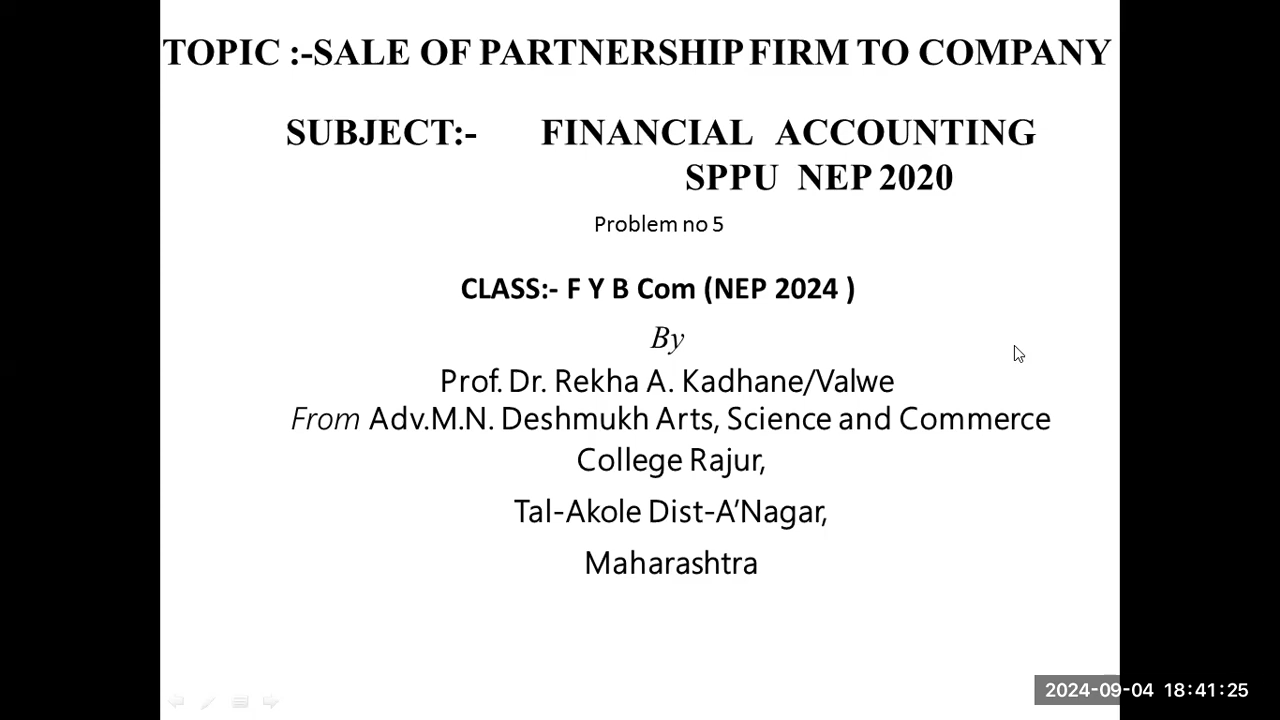 TOPIC :-SALE OF PARTNERSHIP FIRM TO COMPANY
SUBJECT:- FINANCIAL ACCOUNTING
SPPU NEP 2020
Problem no 5
CLASS:- F Y B Com (NEP 2024 )
By
Prof. Dr. Rekha A. Kadhane/Valwe
From Adv.M.N. Deshmukh Arts, Science and Commerce
College Rajur,
Tal-Akole Dist-A’Nagar,
Maharashtra
2024-09-04 18:41:25